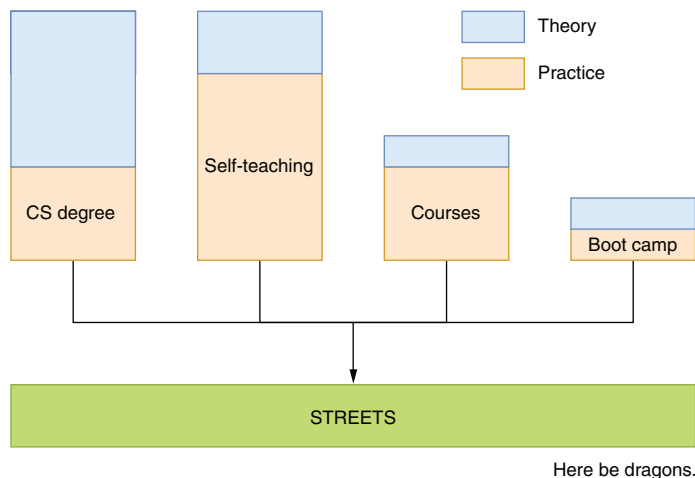 Theory
Practice
CS degree
Self-teaching
Courses
Boot camp
STREETS
Here be dragons.